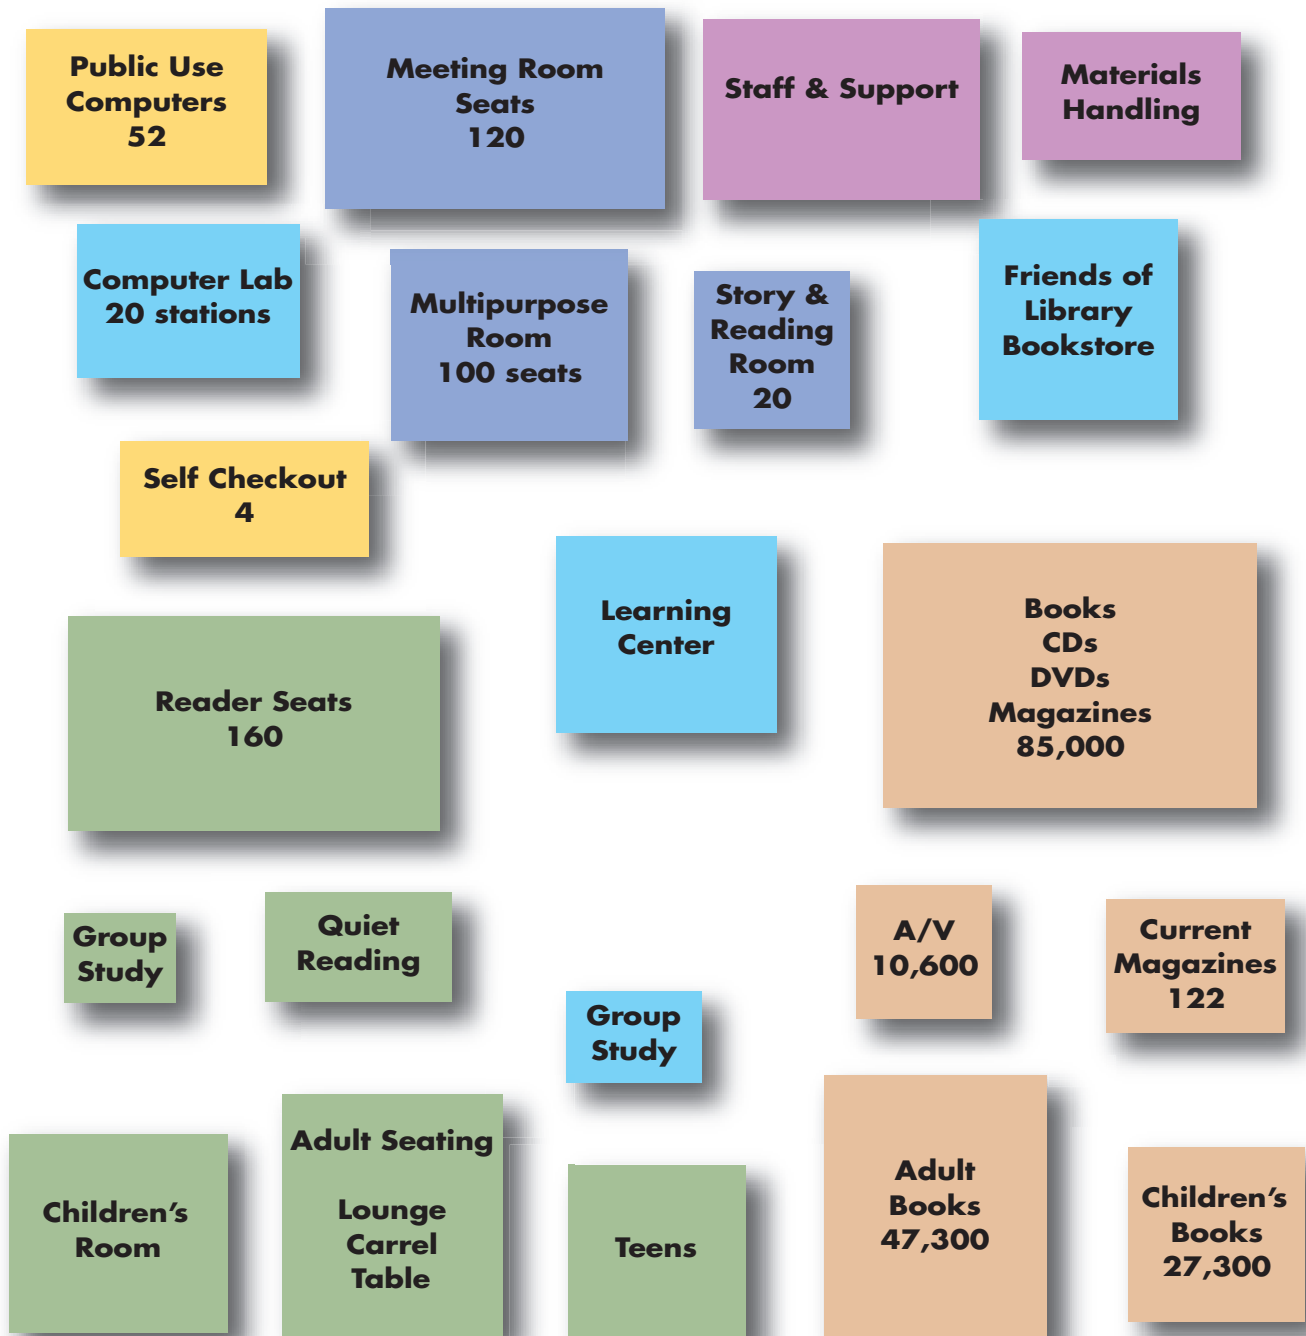 Public Use
Computers
52
Meeting Room
Seats
120
Staff & Support
Materials
Handling
Computer Lab
20 stations
Multipurpose
Room
100 seats
Story &
Reading
Room
20
Friends of
Library
Bookstore
Self Checkout
4
Learning
Center
Books
CDs
DVDs
Magazines
85,000
Reader Seats
160
Group
Study
Quiet
Reading
A/V
10,600
Current
Magazines
122
Group
Study
Children’s
Room
Adult Seating
Lounge
Carrel
Table
Teens
Adult
Books
47,300
Children’s
Books
27,300